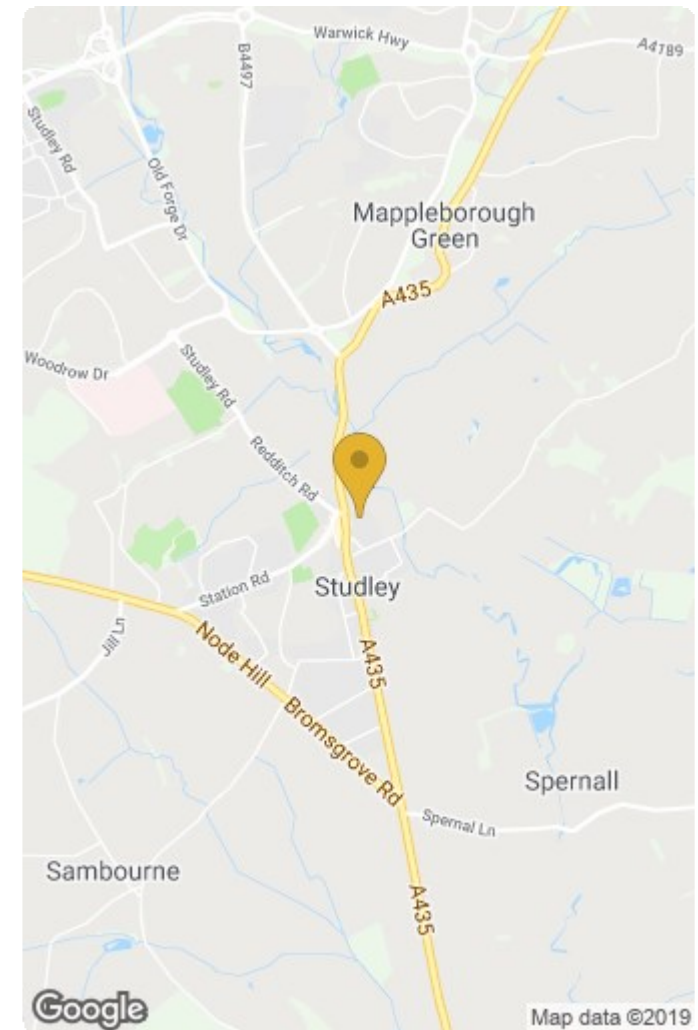 Warwick Hwy
A4189
B4497
Studley Rd
Old Forge Dr
Mappleborough
Green
A435
Woodrow Dr
Studley Rd
Redditch Rd
Studley
Station Rd
Jill Ln
Node Hill
A435
Bromsgrove Rd
Spernall
Spernal Ln
Sambourne
A435
Google
Map data ©2019